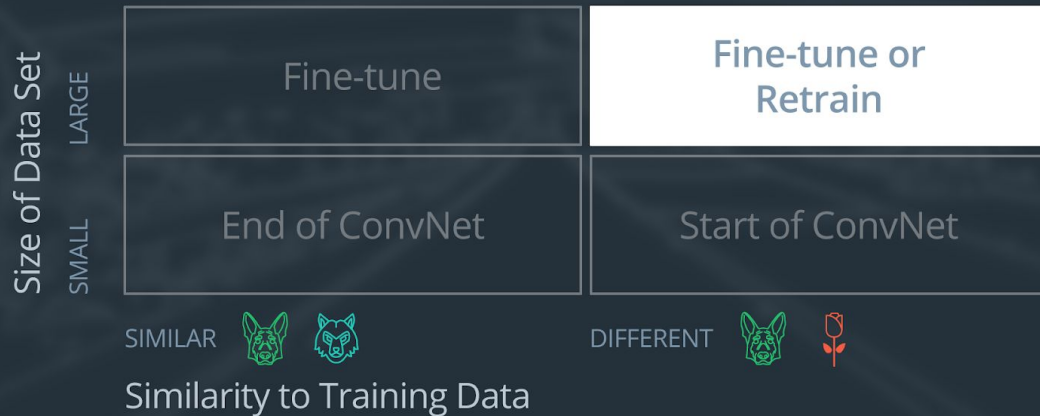 Size of Data Set
LARGE
SMALL
Fine-tune
Fine-tune or
Retrain
End of ConvNet
Start of ConvNet
SIMILAR
DIFFERENT
Similarity to Training Data